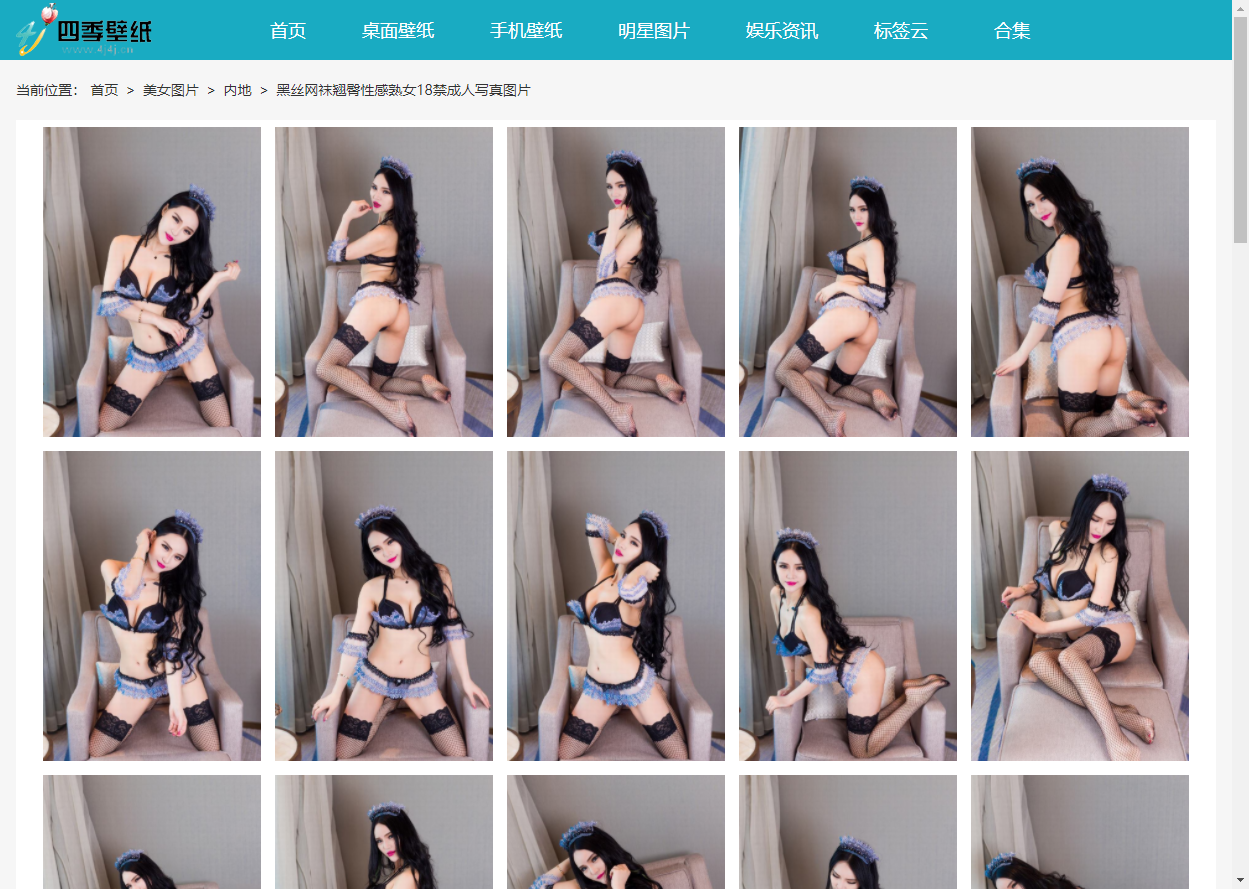 四季壁纸
www.4j4j.cn
首页 桌面壁纸 手机壁纸 明星图片 娱乐资讯 标签云 合集
当前位置： 首页 > 美女图片 > 内地 > 黑丝网袜翘臀性感熟女18禁成人写真图片